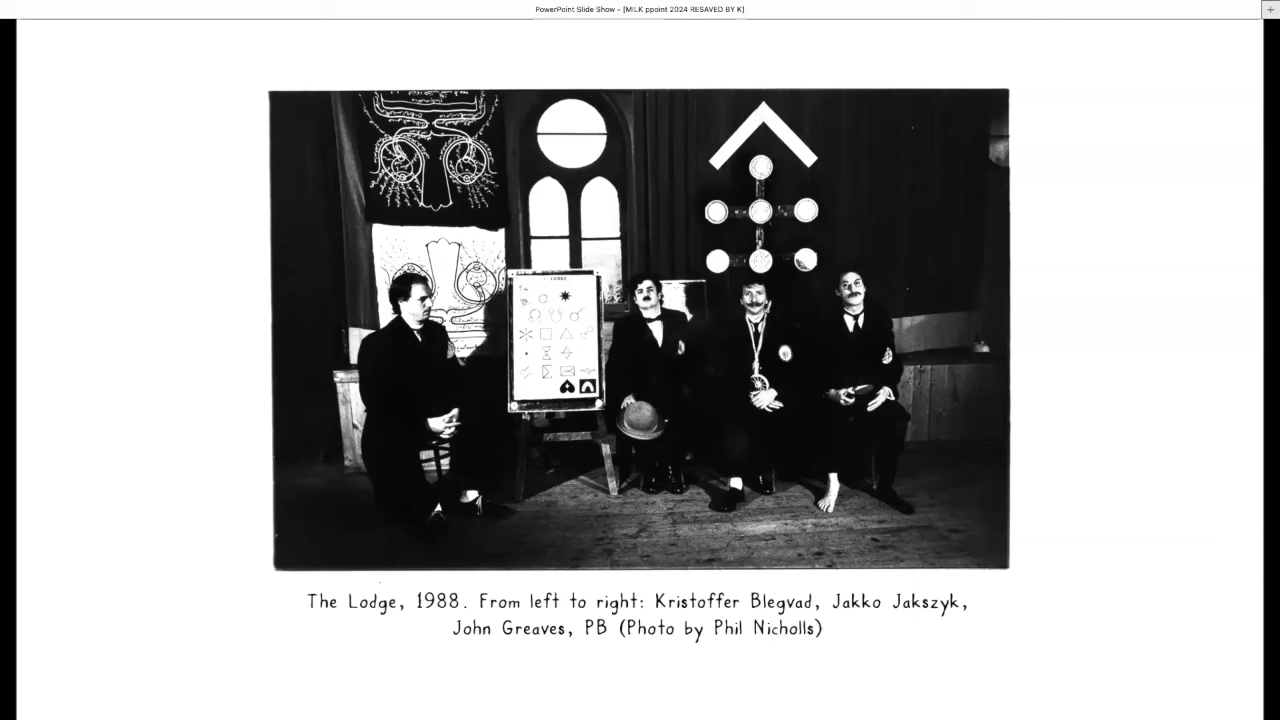 PowerPoint Slide Show - [MILK ppoint 2024 RESAVED BY K]
The Lodge, 1988. From left to right: Kristoffer Blegvad, Jakko Jakszyk,
John Greaves, PB (Photo by Phil Nicholls)